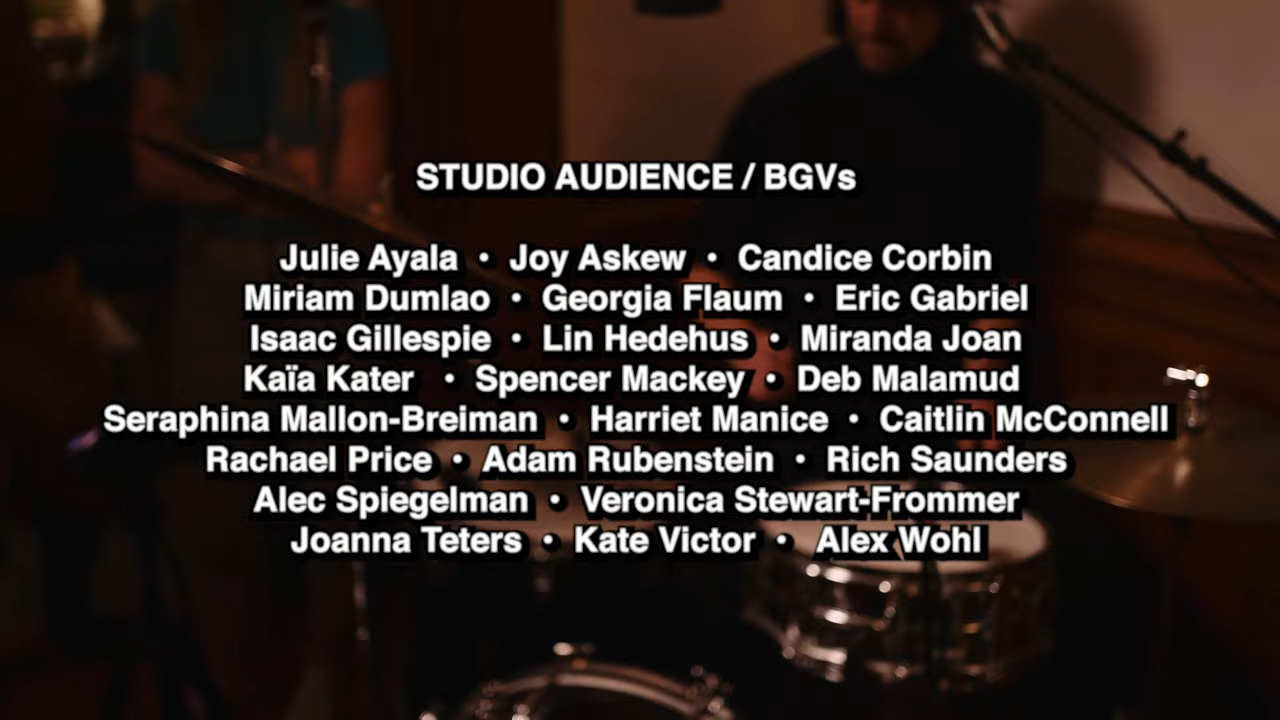 STUDIO AUDIENCE / BGVs
Julie Ayala • Joy Askew • Candice Corbin
Miriam Dumlao • Georgia Flaum • Eric Gabriel
Isaac Gillespie • Lin Hedehus • Miranda Joan
Kaïa Kater • Spencer Mackey • Deb Malamud
Seraphina Mallon-Breiman • Harriet Manice • Caitlin McConnell
Rachael Price • Adam Rubenstein • Rich Saunders
Alec Spiegelman • Veronica Stewart-Frommer
Joanna Teters • Kate Victor • Alex Wohl